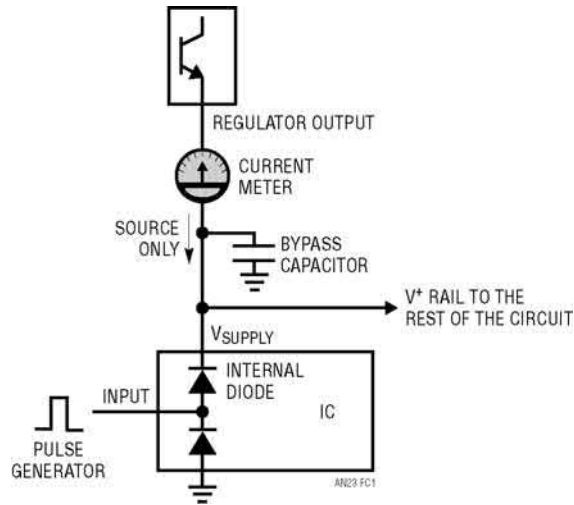 REGULATOR OUTPUT
CURRENT
METER
SOURCE
ONLY
BYPASS
CAPACITOR
V+ RAIL TO THE
REST OF THE CIRCUIT
VSUPPLY
INTERNAL
DIODE
INPUT
IC
PULSE
GENERATOR
AN23 FC1